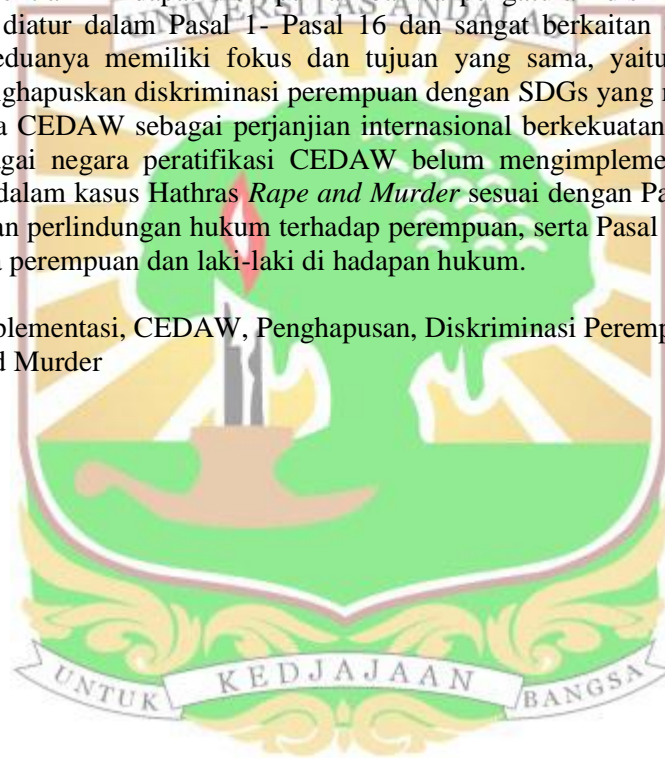 diatur dalam Pasal 1- Pasal 16 dan sangat berkaitan
eduanya memiliki fokus dan tujuan yang sama, yaitu
nghapuskan diskriminasi perempuan dengan SDGs yang
a CEDAW sebagai perjanjian internasional berkekuatan
gai negara peratifikasi CEDAW belum mengimpleme
dalam kasus Hathras Rape and Murder sesuai dengan Pa
an perlindungan hukum terhadap perempuan, serta Pasal
a perempuan dan laki-laki di hadapan hukum.
plementasi, CEDAW, Penghapusan, Diskriminasi Peremp
d Murder
UNTUK KEDJAJAAN BANGSA